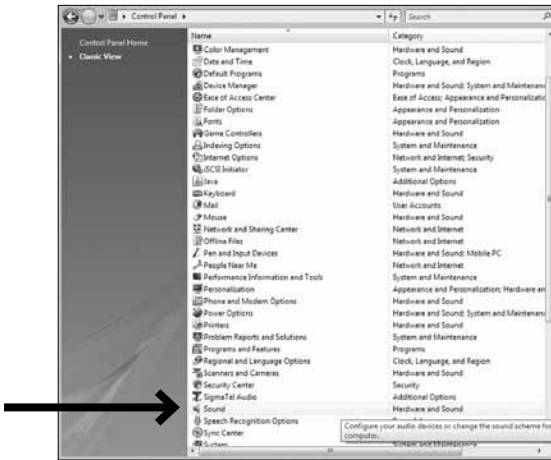 Control Panel
Search
Control Panel Home
Classic View
Name Category
Color Management Hardware and Sound
Date and Time Clock, Language, and Region
Default Programs Programs
Device Manager Hardware and Sound; System and Maintenan
Ease of Access Center Ease of Access; Appearance and Personalizatio
Folder Options Appearance and Personalization
Fonts Appearance and Personalization
Game Controllers Hardware and Sound
Indexing Options System and Maintenance
Internet Options Network and Internet; Security
iSCSI Initiator System and Maintenance
Java Additional Options
Keyboard Hardware and Sound
Mail User Accounts
Mouse Hardware and Sound
Network and Sharing Center Network and Internet
Offline Files Network and Internet
Pen and Input Devices Hardware and Sound; Mobile PC
People Near Me Network and Internet
Performance Information and Tools System and Maintenance
Personalization Appearance and Personalization; Hardware an
Phone and Modem Options Hardware and Sound
Power Options Hardware and Sound; System and Maintenan
Printers Hardware and Sound
Problem Reports and Solutions System and Maintenance
Programs and Features Programs
Regional and Language Options Clock, Language, and Region
Scanners and Cameras Hardware and Sound
Security Center Security
SigmaTel Audio Additional Options
Sound Hardware and Sound
Speech Recognition Options
Configure your audio devices or change the sound scheme for
computer.
Sync Center
System System and Maintenance